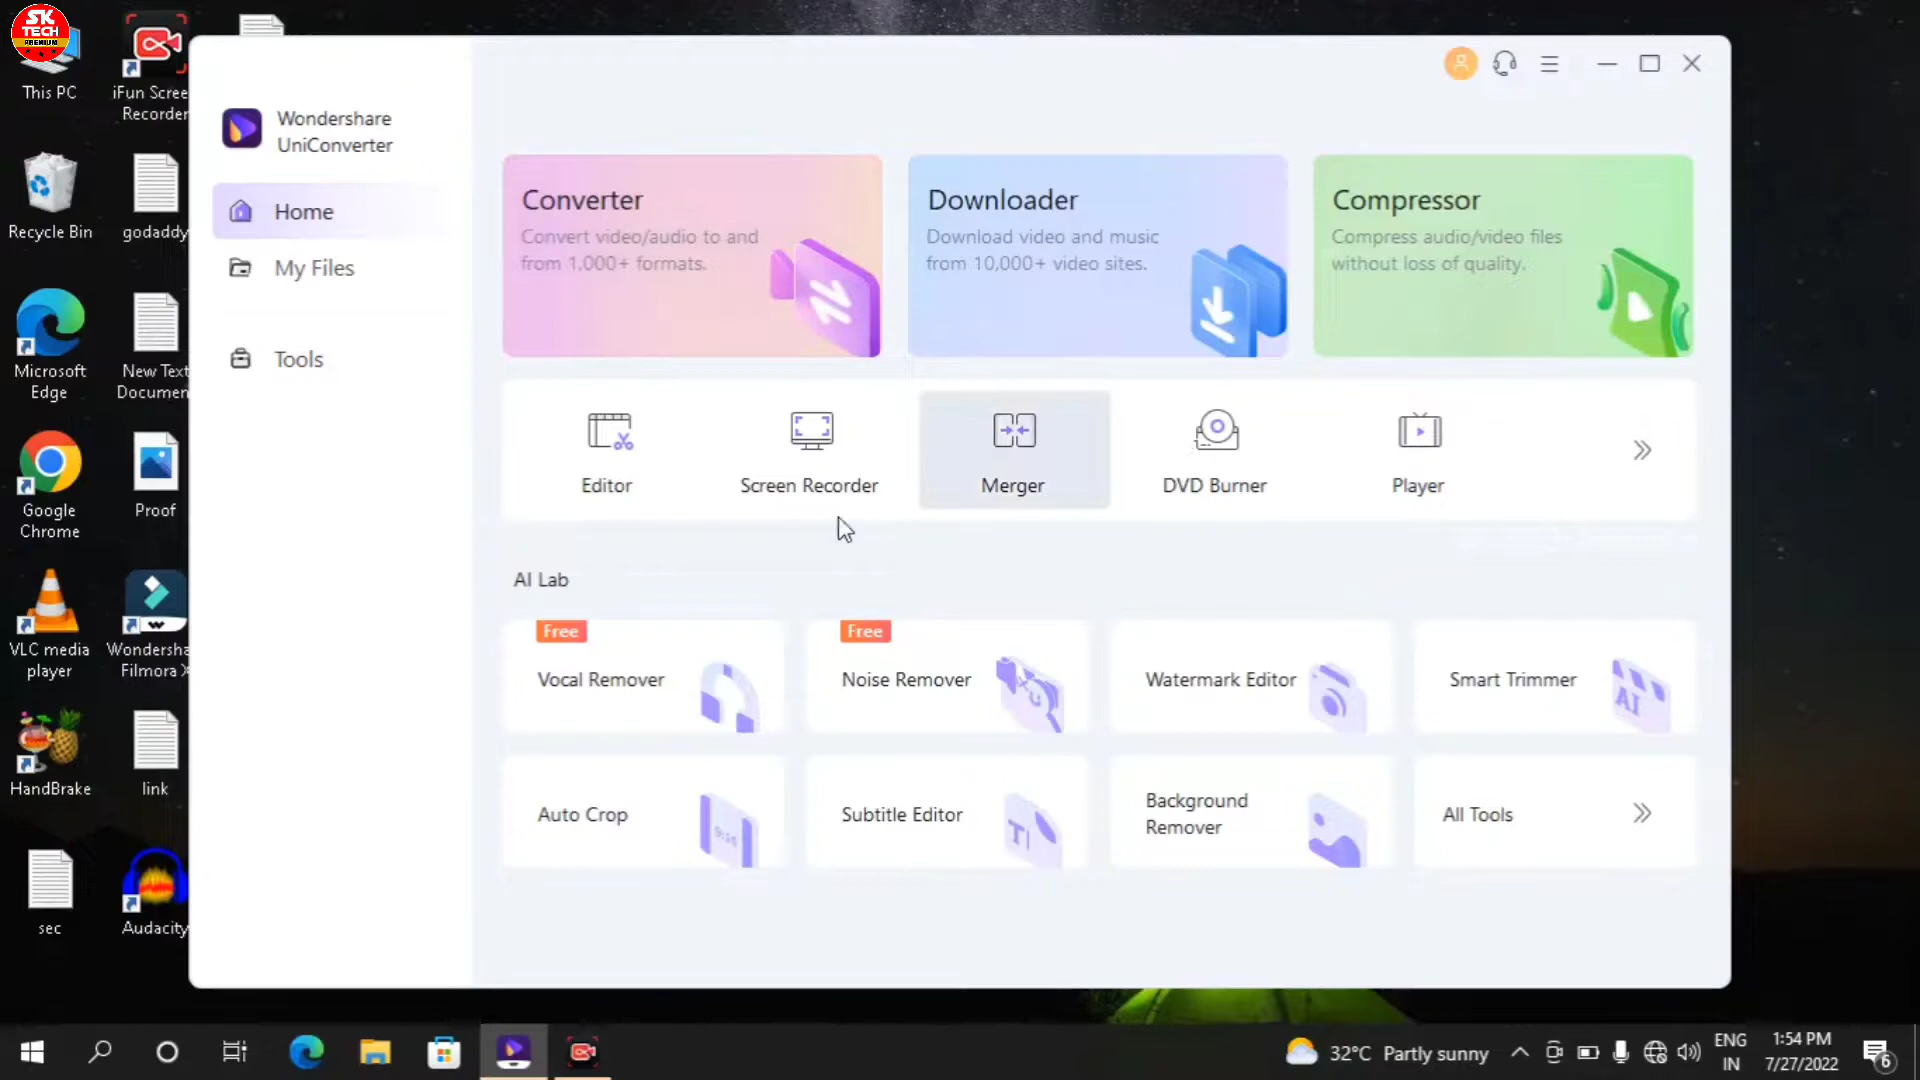 SK
TECH
PREMIUM
This PC
iFun Scree
Recorder
Recycle Bin
godaddy
Microsoft
Edge
New Text
Documen
Google
Chrome
Proof
VLC media
player
Wondersha
Filmora X
HandBrake
link
sec
Audacity
Wondershare
UniConverter
Home
My Files
Tools
Converter
Convert video/audio to and
from 1,000+ formats.
Downloader
Download video and music
from 10,000+ video sites.
Compressor
Compress audio/video files
without loss of quality.
Editor
Screen Recorder
Merger
DVD Burner
Player
AI Lab
Free
Vocal Remover
Free
Noise Remover
Watermark Editor
Smart Trimmer
AI
Auto Crop
Subtitle Editor
T|
Background
Remover
All Tools
32°C Partly sunny
ENG
IN
1:54 PM
7/27/2022
6